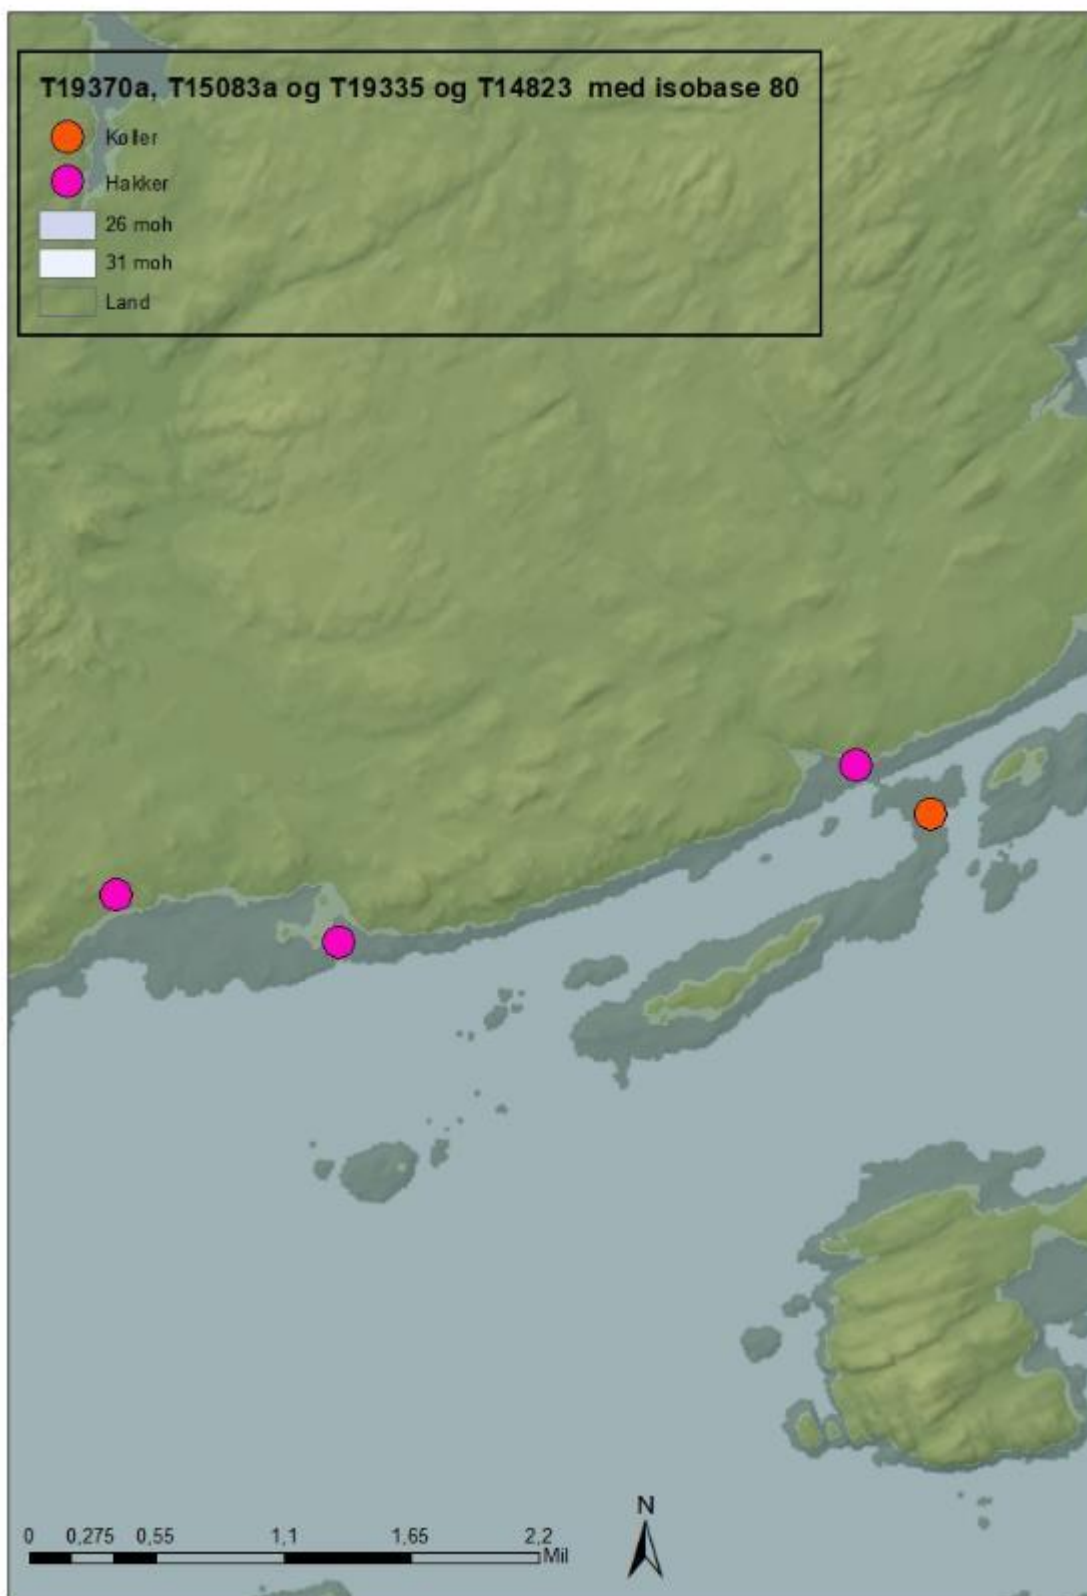 T19370a, T15083a og T19335 og T14823 med isobase 80
Køller
Hakker
26 moh
31 moh
Land
N
0 0,275 0,55 1,1 1,65 2,2
Mil